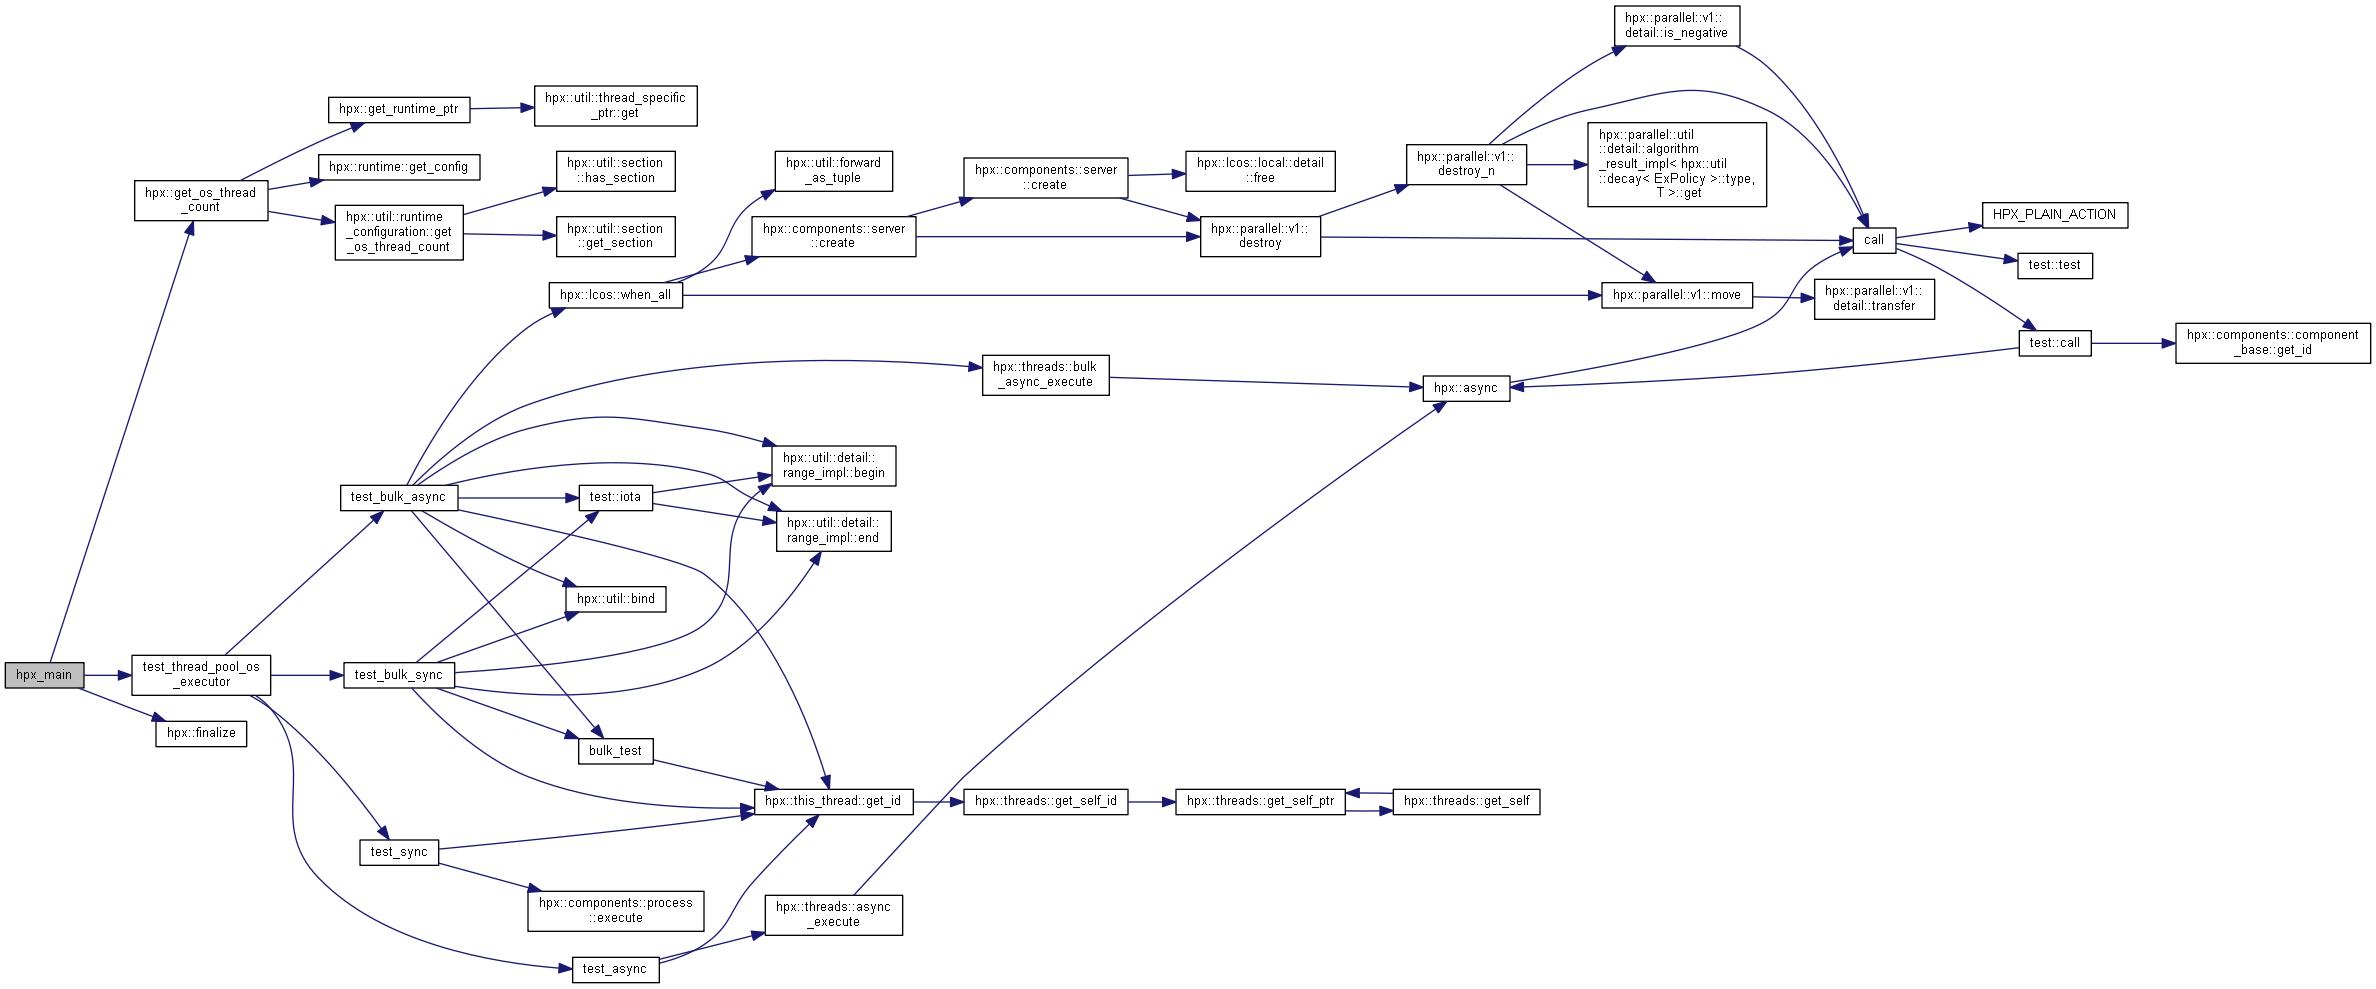 hpx::parallel::v1::
detail::is_negative
hpx::get_runtime_ptr
hpx::util::thread_specific
_ptr::get
hpx::parallel::util
::detail::algorithm
_result_impl< hpx::util
::decay< ExPolicy >::type,
T >::get
hpx::runtime::get_config
hpx::util::section
::has_section
hpx::util::forward
_as_tuple
hpx::components::server
::create
hpx::lcos::local::detail
::free
hpx::parallel::v1::
destroy_n
hpx::get_os_thread
_count
hpx::util::runtime
_configuration::get
_os_thread_count
hpx::util::section
::get_section
hpx::components::server
::create
hpx::parallel::v1::
destroy
call
HPX_PLAIN_ACTION
test::test
hpx::lcos::when_all
hpx::parallel::v1::move
hpx::parallel::v1::
detail::transfer
test::call
hpx::components::component
_base::get_id
hpx::threads::bulk
_async_execute
hpx::async
hpx::util::detail::
range_impl::begin
test_bulk_async
test::iota
hpx::util::detail::
range_impl::end
hpx::util::bind
hpx_main
test_thread_pool_os
_executor
test_bulk_sync
hpx::finalize
bulk_test
hpx::this_thread::get_id
hpx::threads::get_self_id
hpx::threads::get_self_ptr
hpx::threads::get_self
test_sync
hpx::components::process
::execute
hpx::threads::async
_execute
test_async